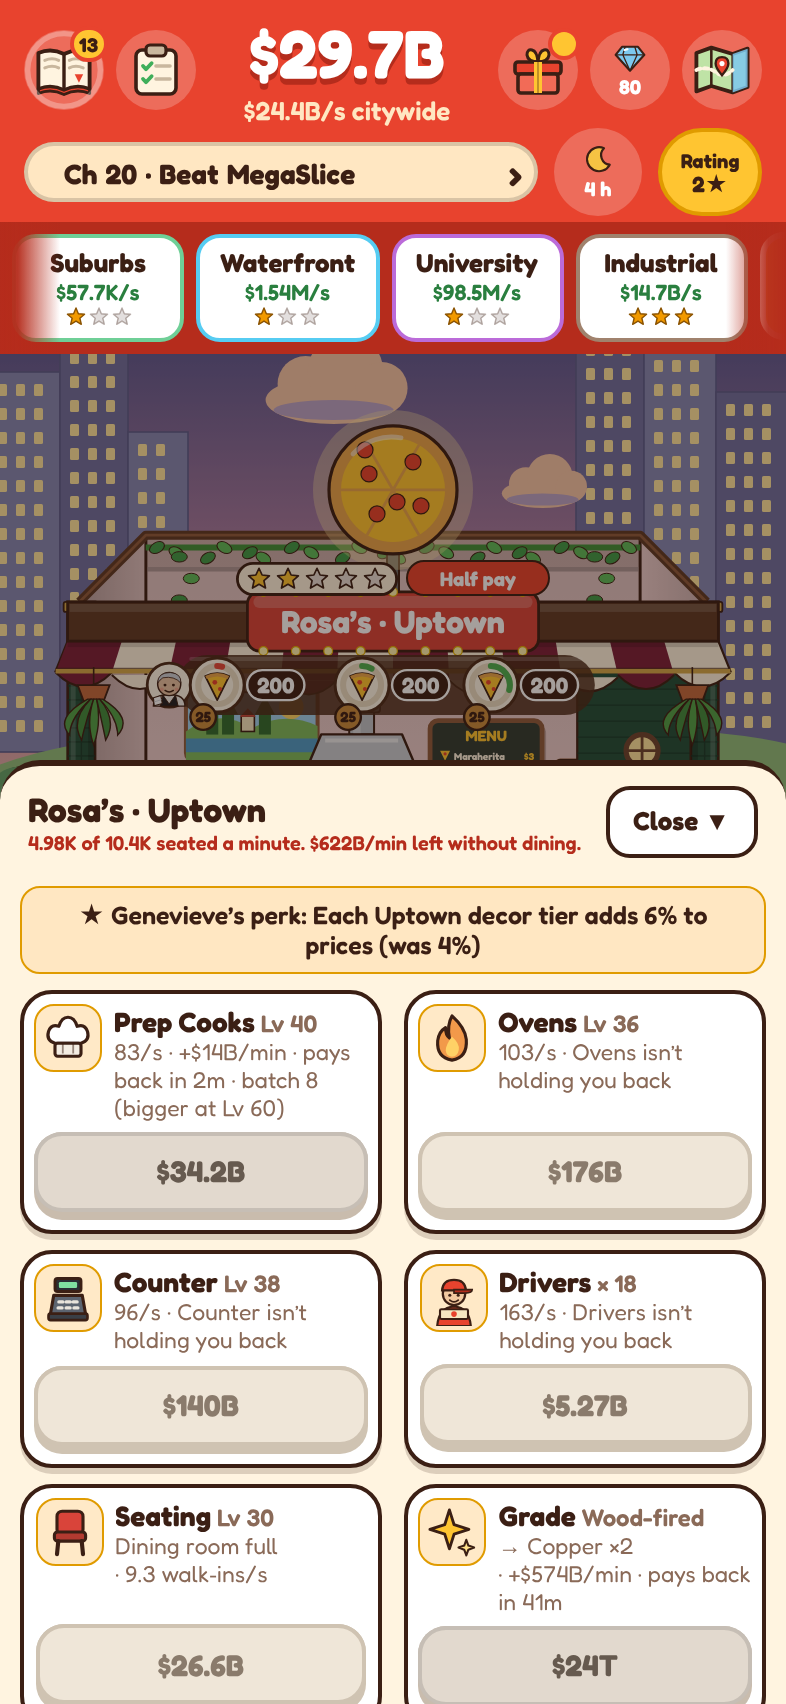 13
$29.7B
$24.4B/s citywide
80
Ch 20 · Beat MegaSlice
4 h
Rating
2★
Suburbs
$57.7K/s
Waterfront
$1.54M/s
University
$98.5M/s
Industrial
$14.7B/s
Half pay
Rosa's · Uptown
200
200
200
25
25
25
MENU
Margherita $3
Rosa's · Uptown
4.98K of 10.4K seated a minute. $622B/min left without dining.
Close ▼
★ Genevieve's perk: Each Uptown decor tier adds 6% to
prices (was 4%)
Prep Cooks Lv 40
83/s · +$14B/min · pays
back in 2m · batch 8
(bigger at Lv 60)
$34.2B
Ovens Lv 36
103/s · Ovens isn't
holding you back
$176B
Counter Lv 38
96/s · Counter isn't
holding you back
$140B
Drivers × 18
163/s · Drivers isn't
holding you back
$5.27B
Seating Lv 30
Dining room full
· 9.3 walk-ins/s
$26.6B
Grade Wood-fired
→ Copper ×2
· +$574B/min · pays back
in 41m
$24T